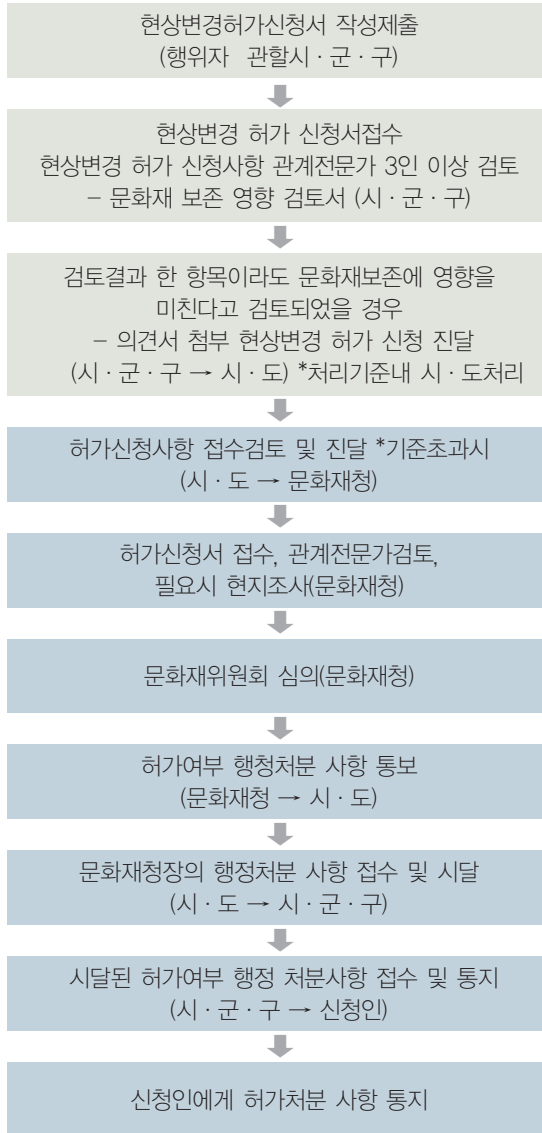 현상변경허가신청서 작성제출
(행위자 관할시 · 군 · 구)
현상변경 허가 신청서접수
현상변경 허가 신청사항 관계전문가 3인 이상 검토
– 문화재 보존 영향 검토서 (시 · 군 · 구)
검토결과 한 항목이라도 문화재보존에 영향을
미친다고 검토되었을 경우
– 의견서 첨부 현상변경 허가 신청 진달
(시 · 군 · 구 → 시 · 도) *처리기준내 시 · 도처리
허가신청사항 접수검토 및 진달 *기준초과시
(시 · 도 → 문화재청)
허가신청서 접수, 관계전문가검토,
필요시 현지조사(문화재청)
문화재위원회 심의(문화재청)
허가여부 행정처분 사항 통보
(문화재청 → 시 · 도)
문화재청장의 행정처분 사항 접수 및 시달
(시 · 도 → 시 · 군 · 구)
시달된 허가여부 행정 처분사항 접수 및 통지
(시 · 군 · 구 → 신청인)
신청인에게 허가처분 사항 통지